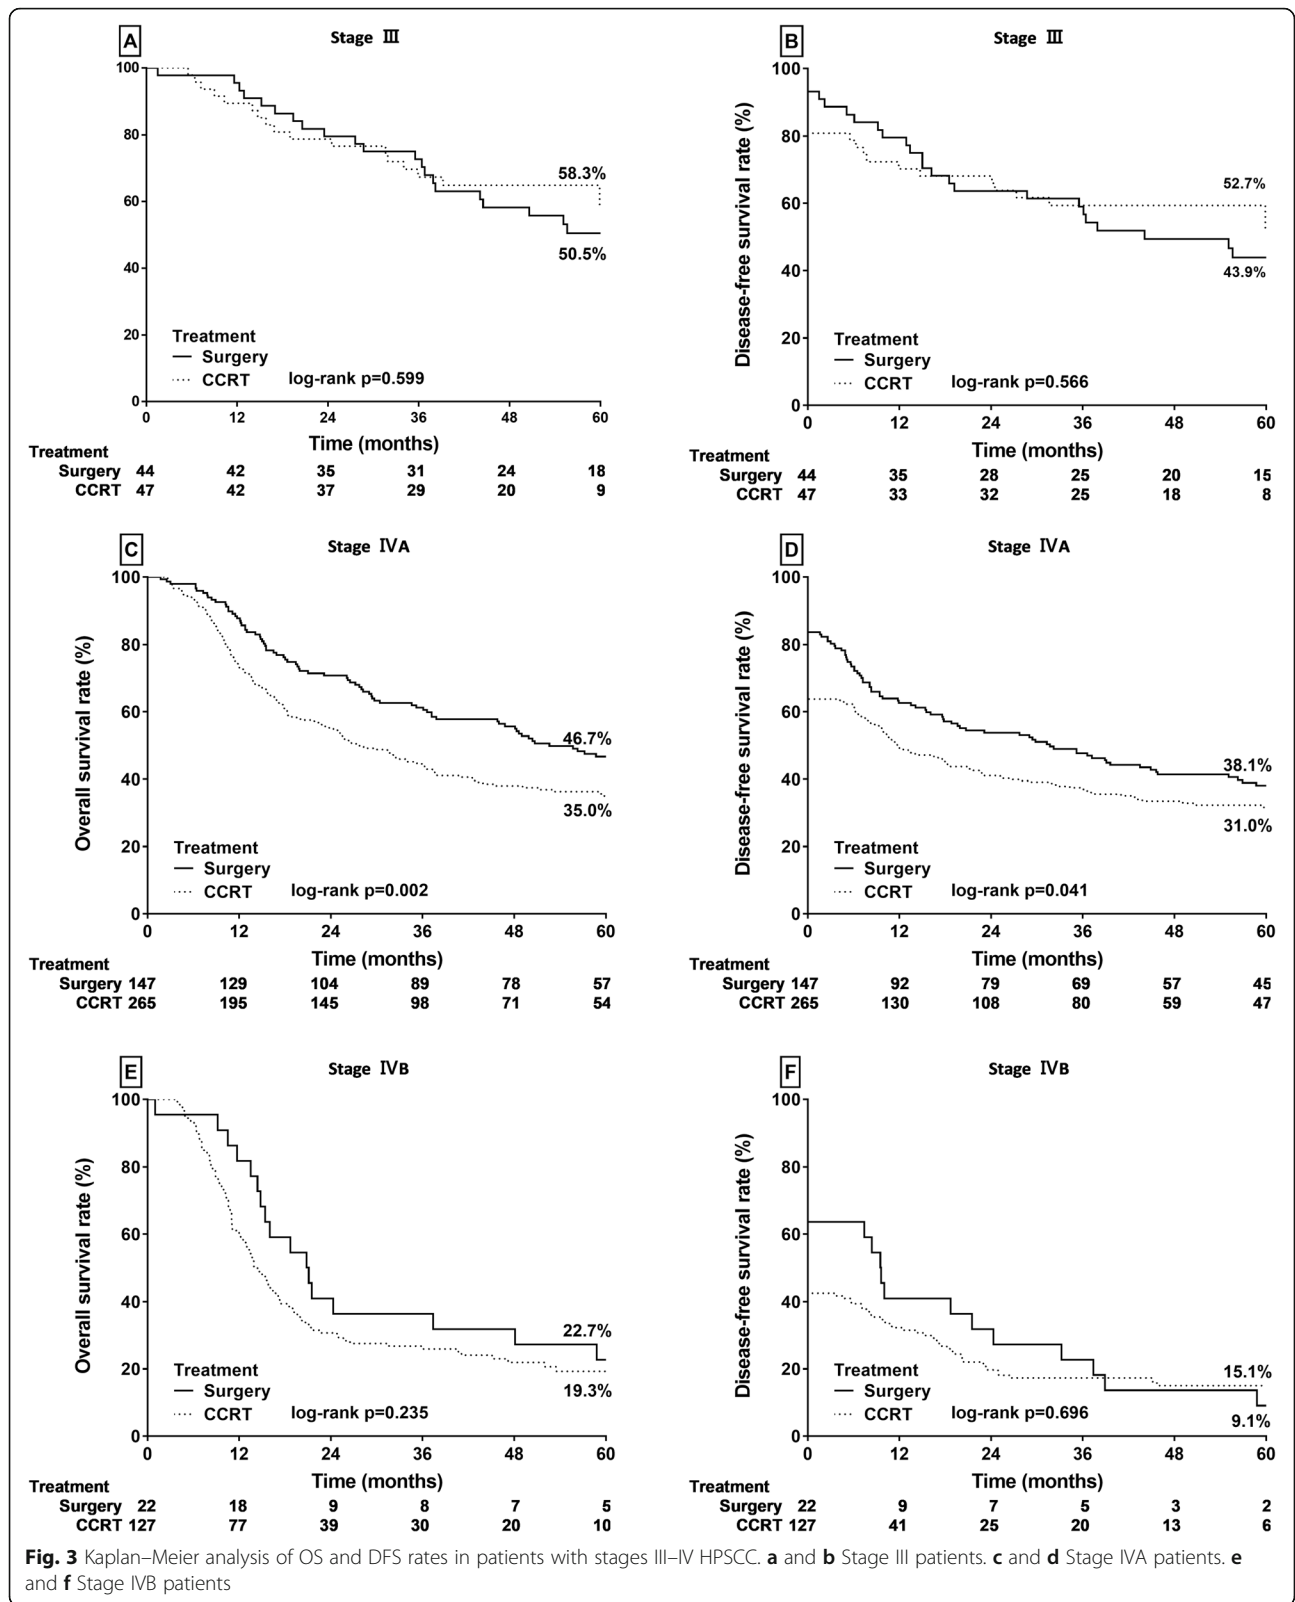 A
Stage Ⅲ
100
80
60
40
20
0
58.3%
50.5%
Treatment
Surgery
CCRT
log-rank p=0.599
0 12 24 36 48 60
Time (months)
Treatment
Surgery 44 42 35 31 24 18
CCRT 47 42 37 29 20 9
B
Stage Ⅲ
Disease-free survival rate (%)
100
80
60
40
20
0
52.7%
43.9%
Treatment
Surgery
CCRT
log-rank p=0.566
0 12 24 36 48 60
Time (months)
Treatment
Surgery 44 35 28 25 20 15
CCRT 47 33 32 25 18 8
C
Stage ⅣA
Overall survival rate (%)
100
80
60
40
20
0
46.7%
35.0%
Treatment
Surgery
CCRT
log-rank p=0.002
0 12 24 36 48 60
Time (months)
Treatment
Surgery 147 129 104 89 78 57
CCRT 265 195 145 98 71 54
D
Stage ⅣA
Disease-free survival rate (%)
100
80
60
40
20
0
38.1%
31.0%
Treatment
Surgery
CCRT
log-rank p=0.041
0 12 24 36 48 60
Time (months)
Treatment
Surgery 147 92 79 69 57 45
CCRT 265 130 108 80 59 47
E
Stage ⅣB
Overall survival rate (%)
100
80
60
40
20
0
22.7%
19.3%
Treatment
Surgery
CCRT
log-rank p=0.235
0 12 24 36 48 60
Time (months)
Treatment
Surgery 22 18 9 8 7 5
CCRT 127 77 39 30 20 10
F
Stage ⅣB
Disease-free survival rate (%)
100
80
60
40
20
0
15.1%
9.1%
Treatment
Surgery
CCRT
log-rank p=0.696
0 12 24 36 48 60
Time (months)
Treatment
Surgery 22 9 7 5 3 2
CCRT 127 41 25 20 13 6
Fig. 3 Kaplan–Meier analysis of OS and DFS rates in patients with stages III–IV HPSCC. a and b Stage III patients. c and d Stage IVA patients. e
and f Stage IVB patients